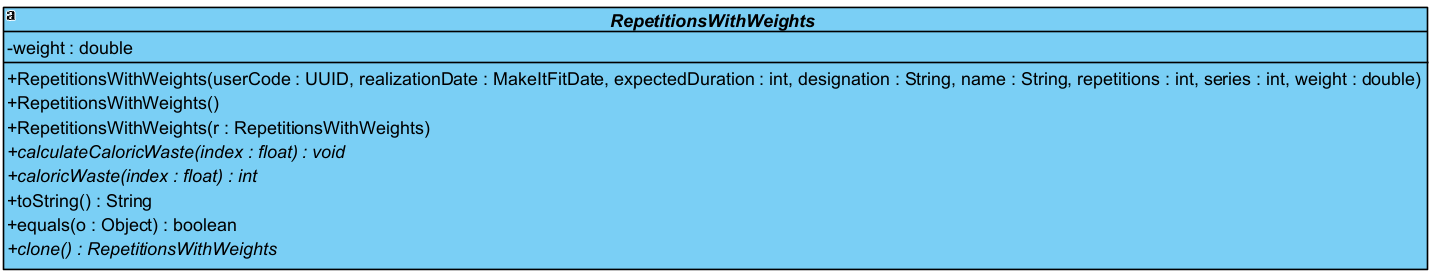 a
RepetitionsWithWeights
-weight : double
+RepetitionsWithWeights(userCode : UUID, realizationDate : MakeItFitDate, expectedDuration : int, designation : String, name : String, repetitions : int, series : int, weight : double)
+RepetitionsWithWeights()
+RepetitionsWithWeights(r : RepetitionsWithWeights)
+calculateCaloricWaste(index : float) : void
+caloricWaste(index : float) : int
+toString() : String
+equals(o : Object) : boolean
+clone() : RepetitionsWithWeights